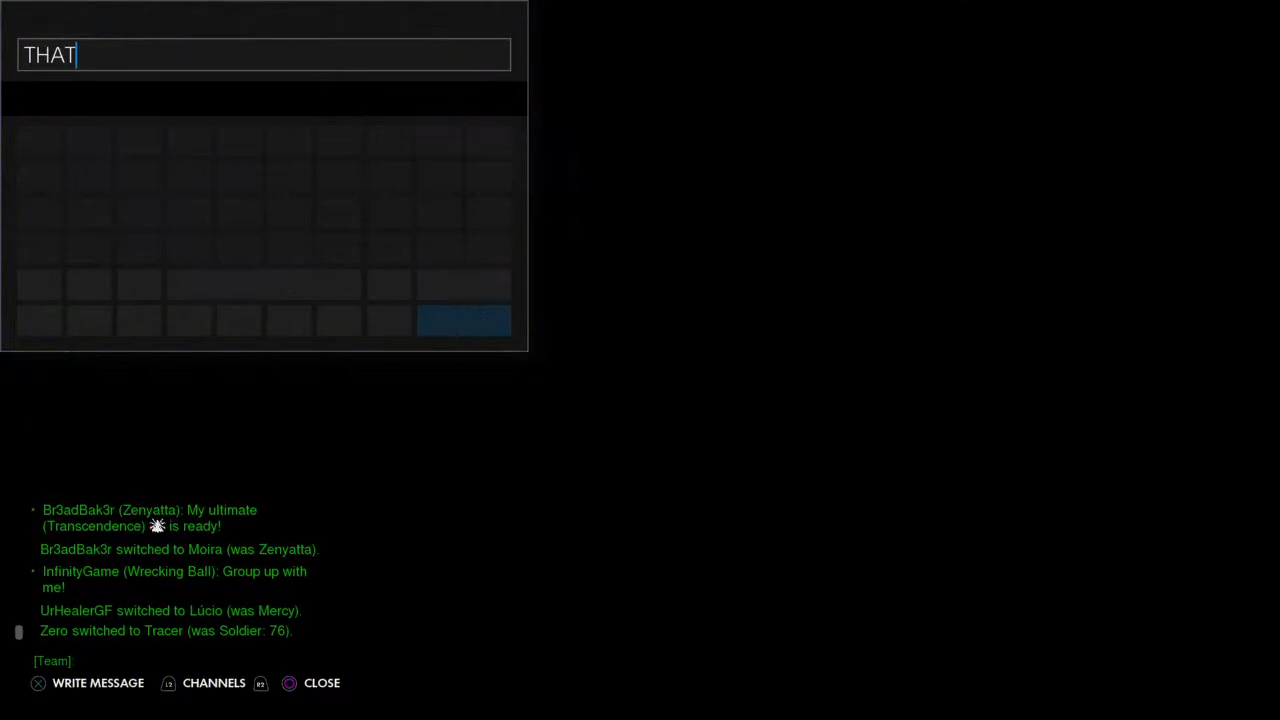 THAT
· Br3adBak3r (Zenyatta): My ultimate
(Transcendence) is ready!
Br3adBak3r switched to Moira (was Zenyatta).
· InfinityGame (Wrecking Ball): Group up with
me!
UrHealerGF switched to Lúcio (was Mercy).
Zero switched to Tracer (was Soldier: 76).
[Team]:
WRITE MESSAGE L2 CHANNELS R2 CLOSE